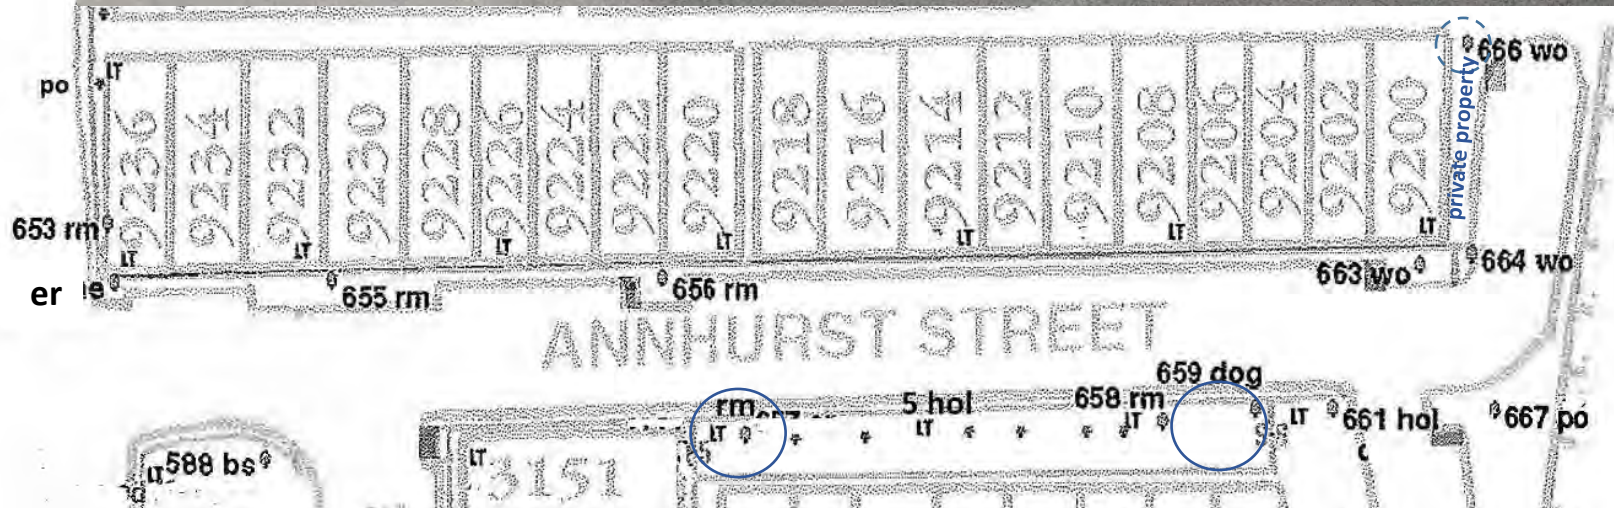 666 wo
LT
po
private property
9236
9234
9232
9230
9228
9226
9224
9222
9220
9218
9216
9214
9212
9210
9208
9206
9204
9202
9200
653 rm
LT
LT
LT
LT
LT
LT
LT
663 wo
664 wo
er
655 rm
656 rm
ANNHURST STREET
659 dog
rm
5 hol
658 rm
LT
LT
LT
LT
661 hol
667 po
LT
LT
588 bs
3151